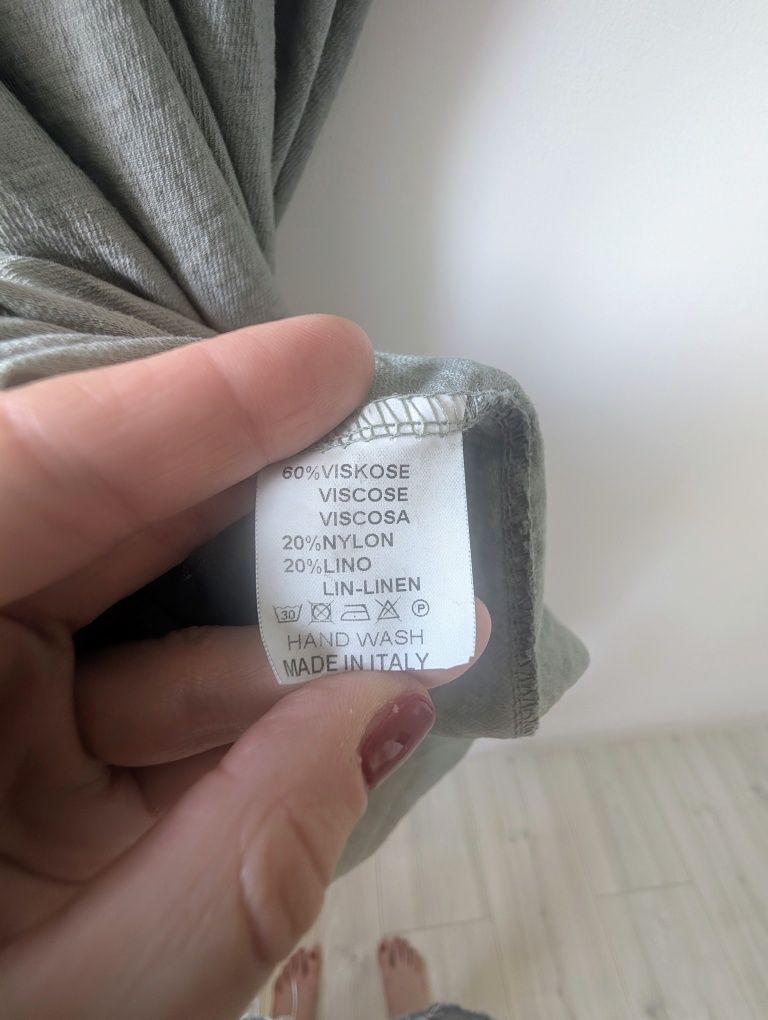 60%VISKOSE
VISCOSE
VISCOSA
20%NYLON
20%LINO
LIN-LINEN
30 P
HAND WASH
MADE IN ITALY